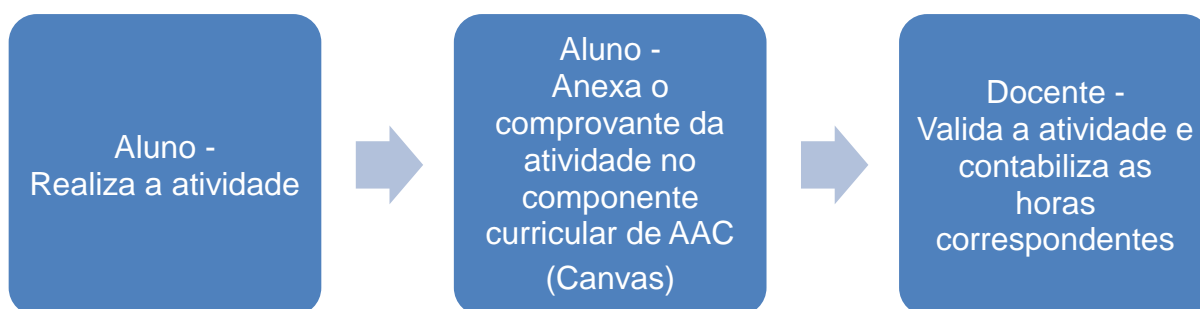 Aluno -
Realiza a atividade
Aluno -
Anexa o
comprovante da
atividade no
componente
curricular de AAC
(Canvas)
Docente -
Valida a atividade e
contabiliza as
horas
correspondentes